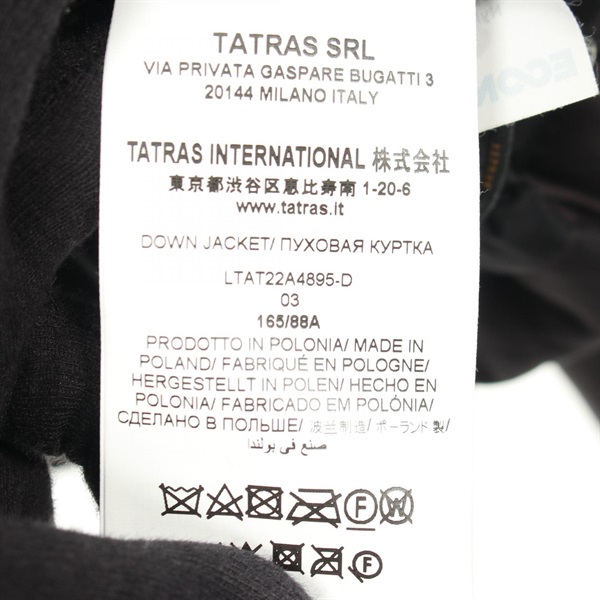 TATRAS SRL
VIA PRIVATA GASPARE BUGATTI 3
20144 MILANO ITALY
TATRAS INTERNATIONAL 株式会社
東京都渋谷区恵比寿南 1-20-6
www.tatras.it
DOWN JACKET/ ПУХОВАЯ КУРТКА
LTAT22A4895-D
03
165/88A
PRODOTTO IN POLONIA/ MADE IN
POLAND/ FABRIQUÉ EN POLOGNE/
HERGESTELLT IN POLEN/ HECHO EN
POLONIA/ FABRICADO EM POLÓNIA/
СДЕЛАНО В ПОЛЬШЕ/ 波兰制造/ ポーランド製/
صنع في بولندا
F W
F
ECON